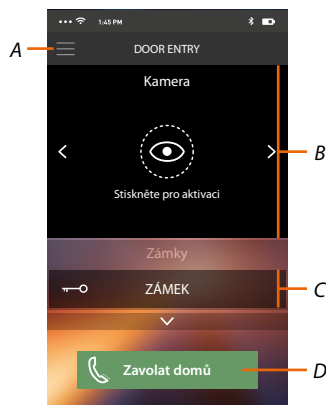 1:45 PM
A
DOOR ENTRY
Kamera
B
Stiskněte pro aktivaci
Zámky
ZÁMEK
C
Zavolat domů
D